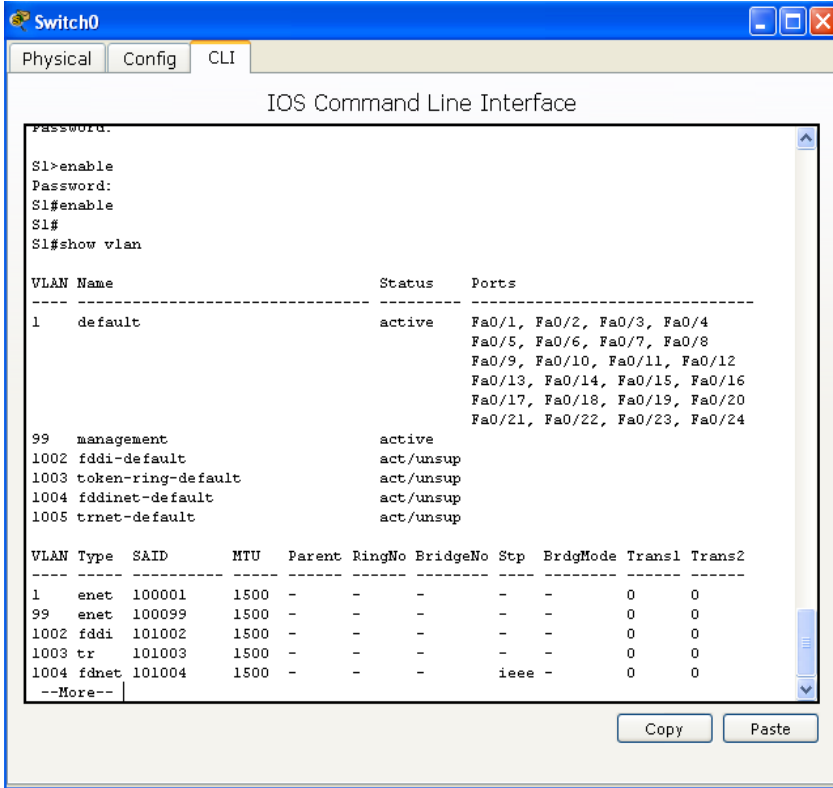 Switch0
Physical Config CLI
IOS Command Line Interface
Password:
S1>enable
Password:
S1#enable
S1#
S1#show vlan
VLAN Name                             Status    Ports
---- -------------------------------- --------- -------------------------------
1    default                          active    Fa0/1, Fa0/2, Fa0/3, Fa0/4
                                                Fa0/5, Fa0/6, Fa0/7, Fa0/8
                                                Fa0/9, Fa0/10, Fa0/11, Fa0/12
                                                Fa0/13, Fa0/14, Fa0/15, Fa0/16
                                                Fa0/17, Fa0/18, Fa0/19, Fa0/20
                                                Fa0/21, Fa0/22, Fa0/23, Fa0/24
99   management                       active
1002 fddi-default                     act/unsup
1003 token-ring-default               act/unsup
1004 fddinet-default                  act/unsup
1005 trnet-default                    act/unsup
VLAN Type  SAID       MTU   Parent RingNo BridgeNo Stp  BrdgMode Trans1 Trans2
---- ----- ---------- ----- ------ ------ -------- ---- -------- ------ ------
1    enet  100001     1500  -      -      -        -    -        0      0
99   enet  100099     1500  -      -      -        -    -        0      0
1002 fddi  101002     1500  -      -      -        -    -        0      0
1003 tr    101003     1500  -      -      -        -    -        0      0
1004 fdnet 101004     1500  -      -      -        ieee -        0      0
 --More--
Copy Paste